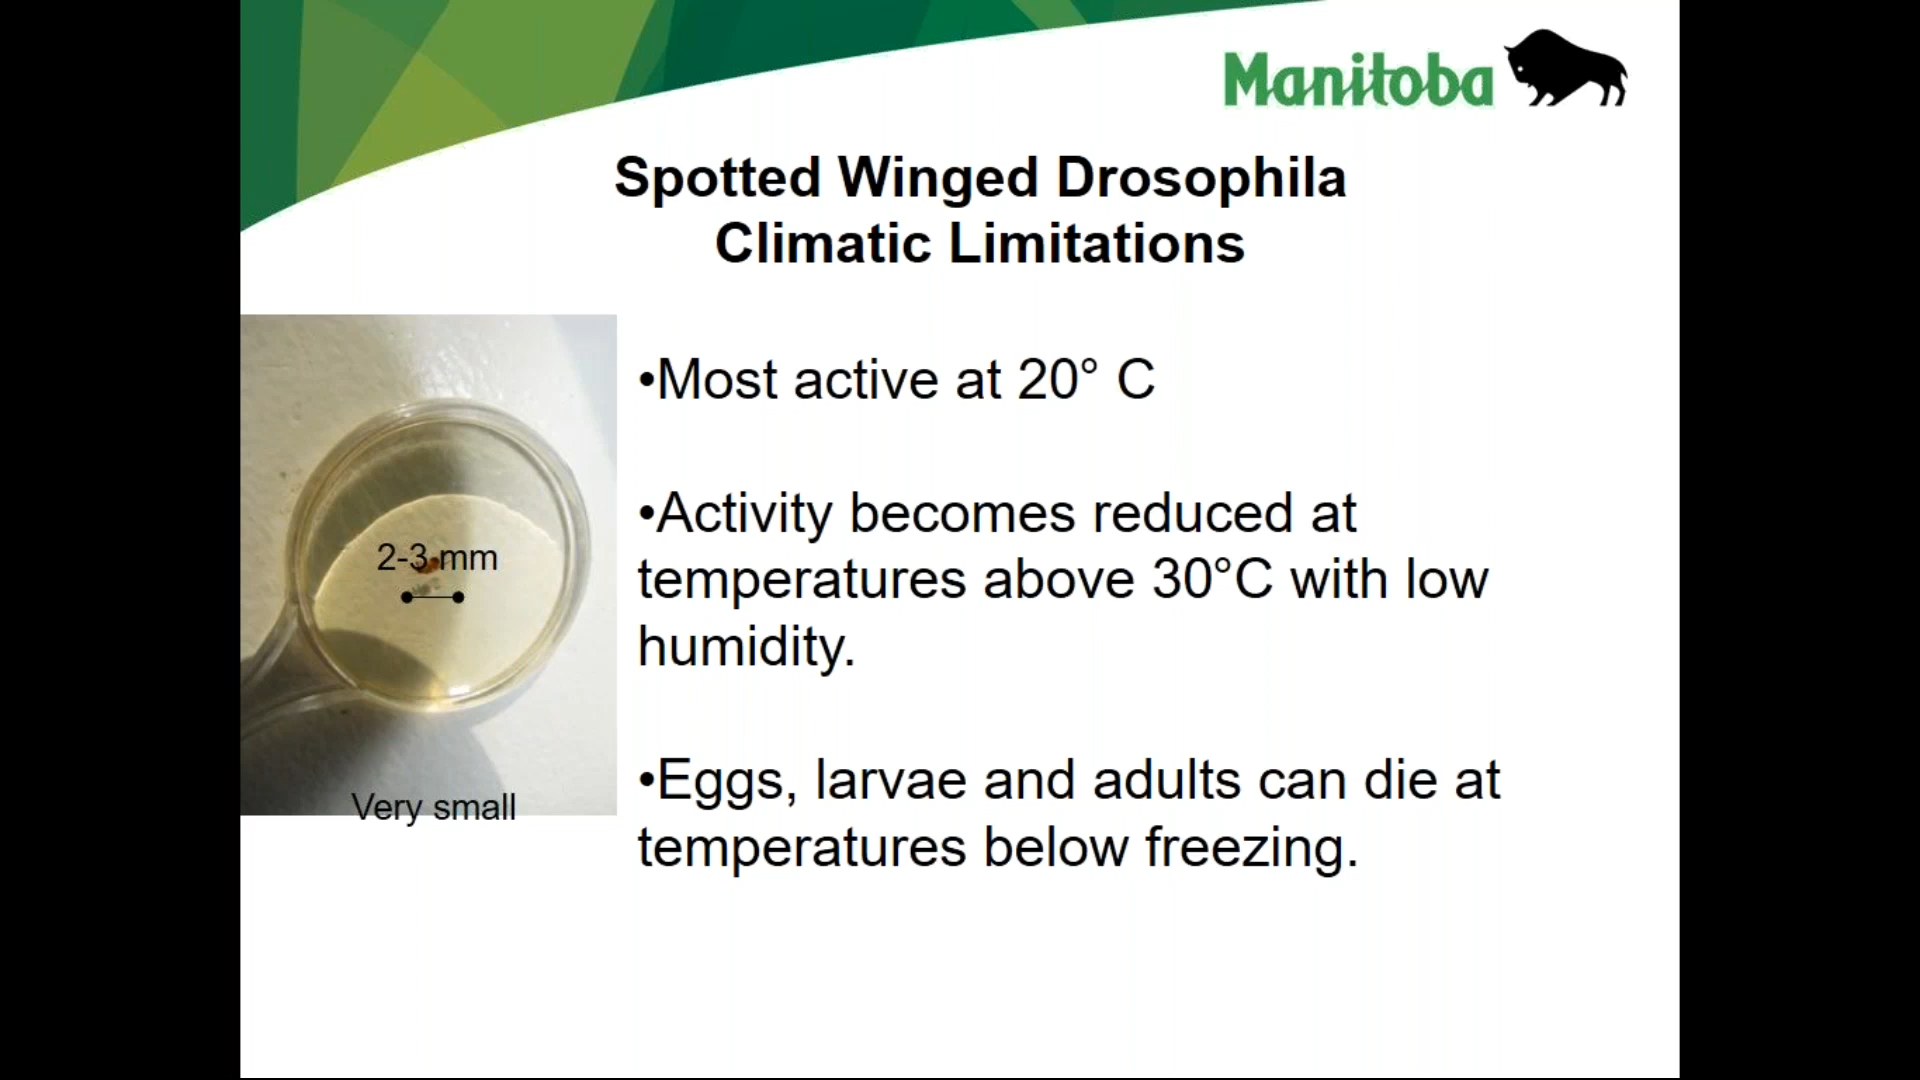 Manitoba
Spotted Winged Drosophila
Climatic Limitations
•Most active at 20° C
•Activity becomes reduced at
temperatures above 30°C with low
humidity.
•Eggs, larvae and adults can die at
temperatures below freezing.
2-3 mm
Very small